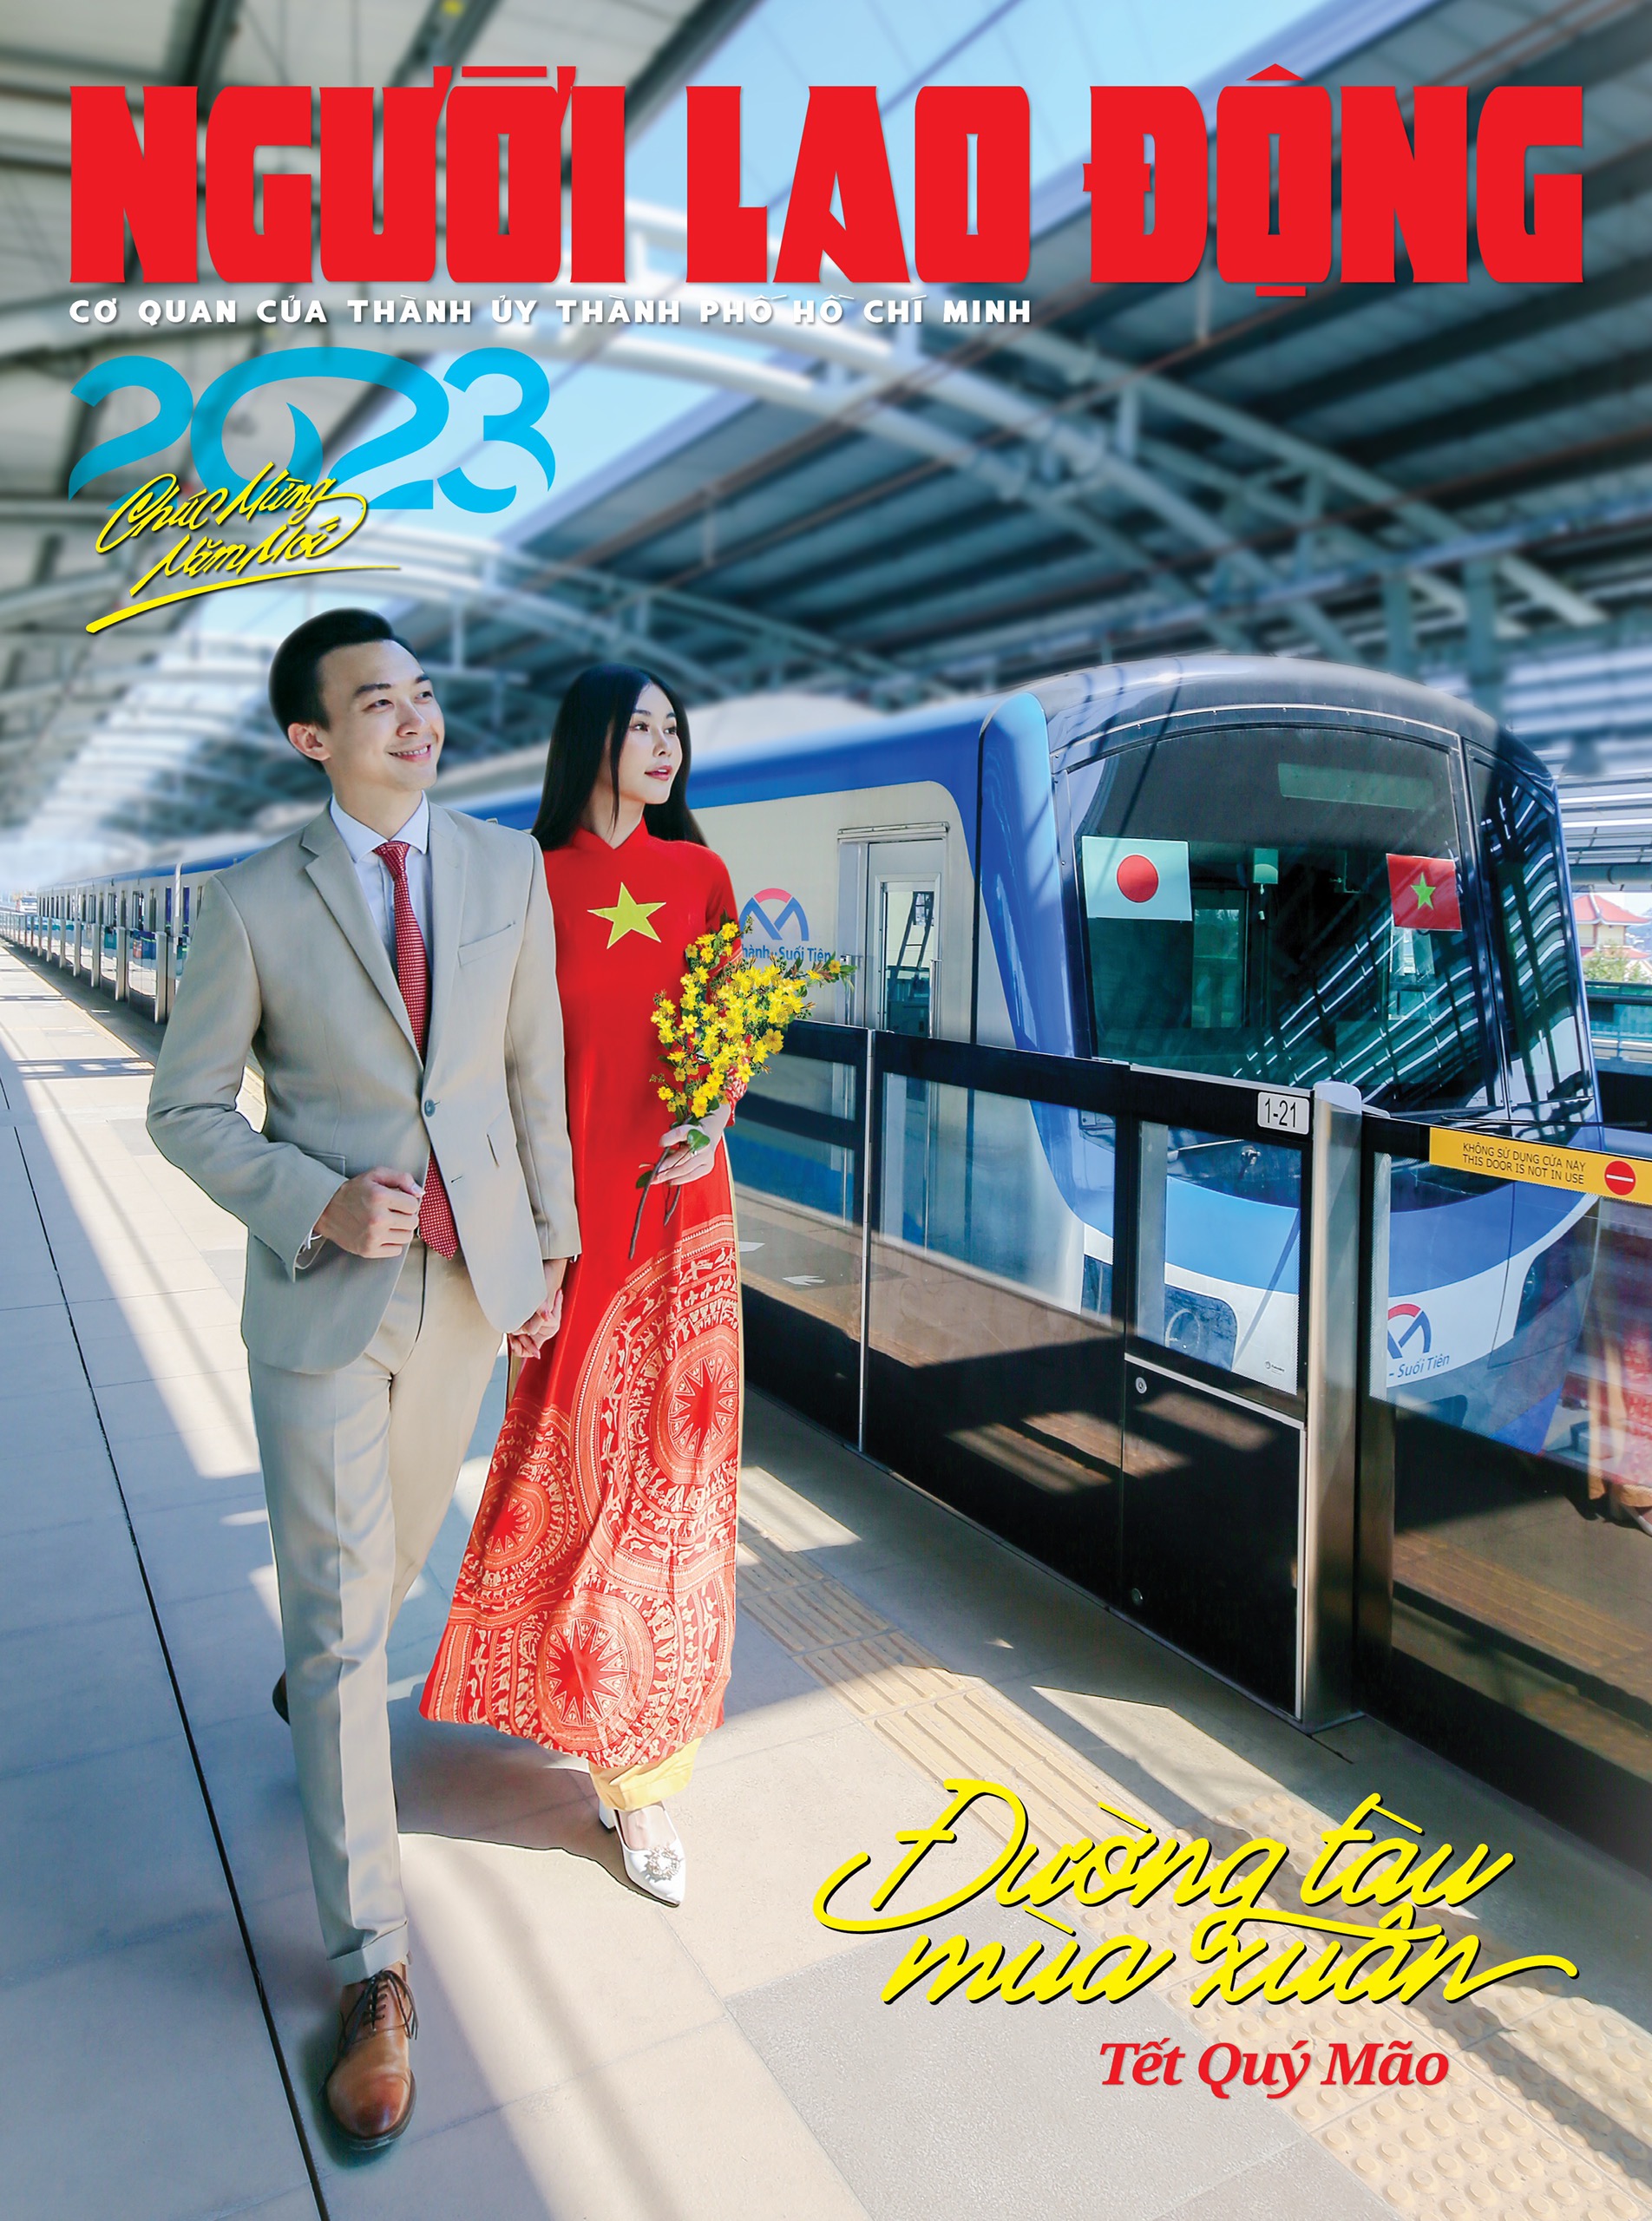 NGƯỜI LAO ĐỘNG
CƠ QUAN CỦA THÀNH ỦY THÀNH PHỐ HỒ CHÍ MINH
2023
Chúc Mừng
Năm Mới
Suối Tiên
1-21
KHÔNG SỬ DỤNG CỬA NÀY
THIS DOOR IS NOT IN USE
- Suối Tiên
Đường tàu
mùa xuân
Tết Quý Mão